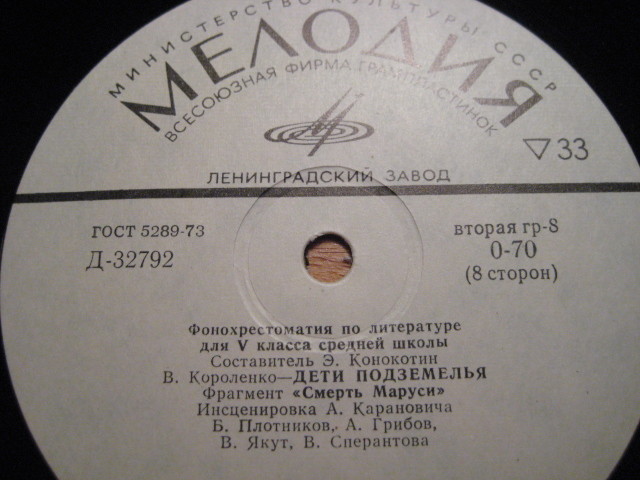 МИНИСТЕРСТВО КУЛЬТУРЫ СССР
МЕЛОДИЯ
ВСЕСОЮЗНАЯ ФИРМА ГРАМПЛАСТИНОК
33
ЛЕНИНГРАДСКИЙ ЗАВОД
ГОСТ 5289-73
Д-32792
вторая гр-8
0-70
(8 сторон)
Фонохрестоматия по литературе
для V класса средней школы
Составитель Э. Конокотин
В. Короленко—ДЕТИ ПОДЗЕМЕЛЬЯ
Фрагмент «Смерть Маруси»
Инсценировка А. Карановича
Б. Плотников, А. Грибов,
В. Якут, В. Сперантова